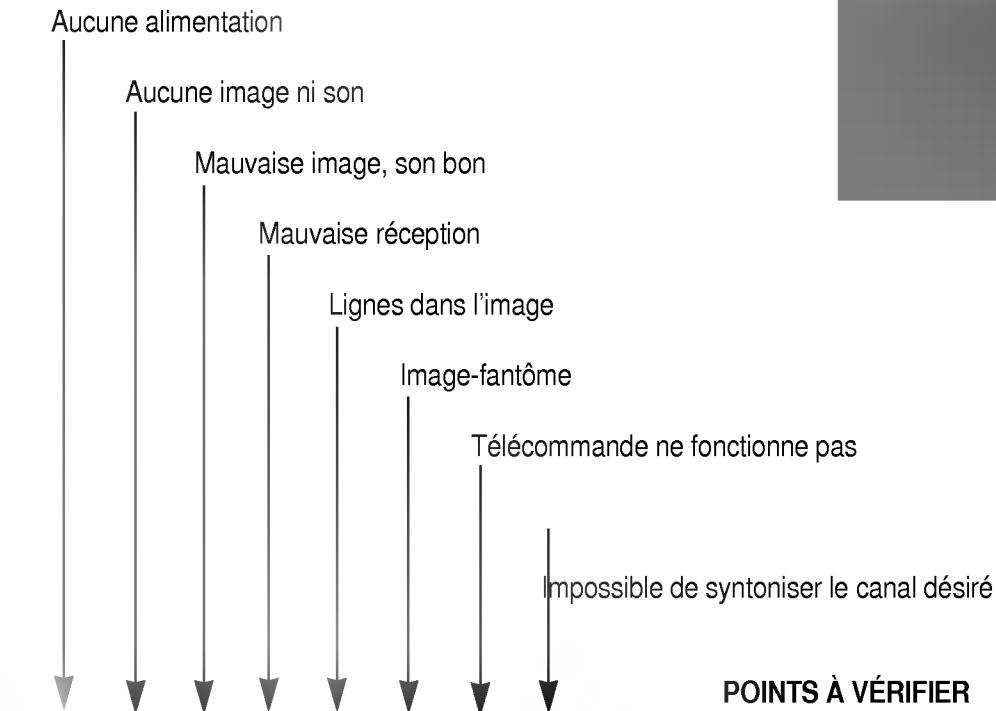 Aucune alimentation
Aucune image ni son
Mauvaise image, son bon
Mauvaise réception
Lignes dans l'image
Image-fantôme
Télécommande ne fonctionne pas
Impossible de syntoniser le canal désiré
POINTS À VÉRIFIER